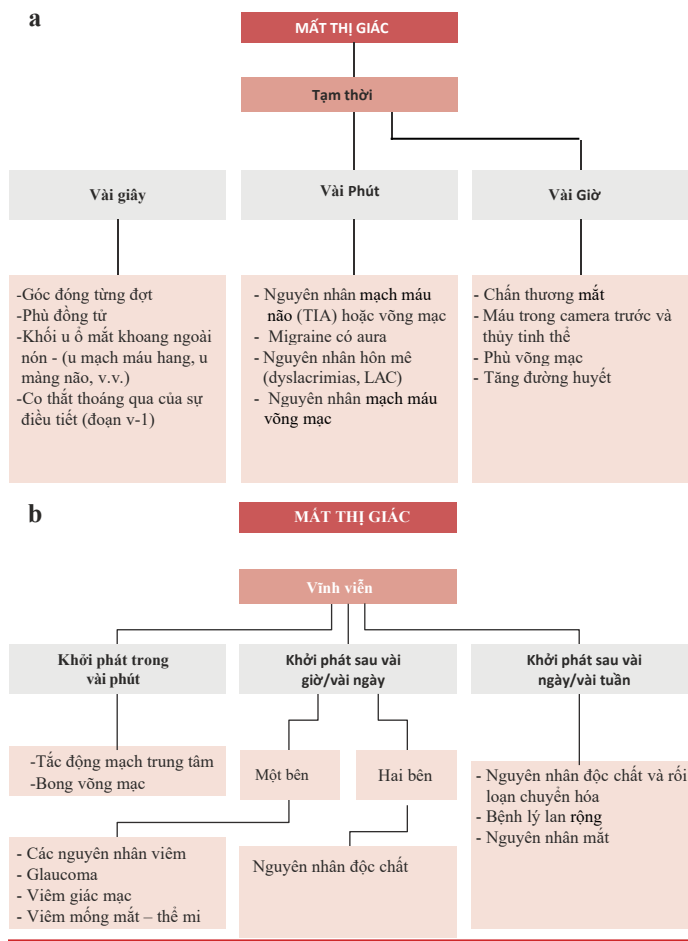 a
MẤT THỊ GIÁC
Tạm thời
Vài giây
Vài Phút
Vài Giờ
-Góc đóng từng đợt
-Phù đồng tử
-Khối u ổ mắt khoang ngoài
nón - (u mạch máu hang, u
màng não, v.v.)
-Co thắt thoáng qua của sự
điều tiết (đoạn v-1)
- Nguyên nhân mạch máu
não (TIA) hoặc võng mạc
- Migraine có aura
- Nguyên nhân hôn mê
(dyslacrimias, LAC)
- Nguyên nhân mạch máu
võng mạc
- Chấn thương mắt
- Máu trong camera trước và
thủy tinh thể
- Phù võng mạc
- Tăng đường huyết
b
MẤT THỊ GIÁC
Vĩnh viễn
Khởi phát trong
vài phút
Khởi phát sau vài
giờ/vài ngày
Khởi phát sau vài
ngày/vài tuần
-Tắc động mạch trung tâm
-Bong võng mạc
Một bên
Hai bên
- Nguyên nhân độc chất và rối
loạn chuyển hóa
- Bệnh lý lan rộng
- Nguyên nhân mắt
- Các nguyên nhân viêm
- Glaucoma
- Viêm giác mạc
- Viêm mống mắt – thể mi
Nguyên nhân độc chất